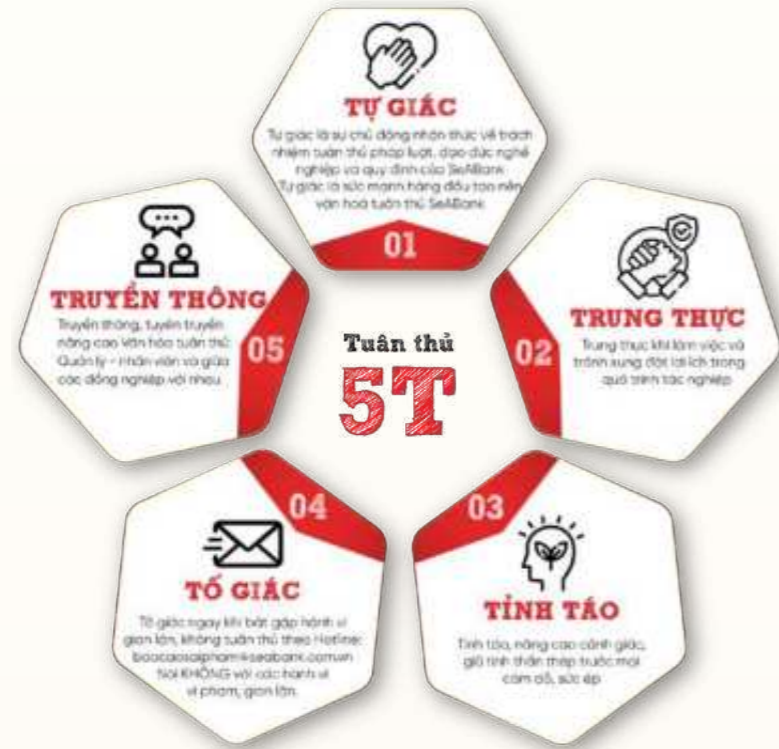 TỰ GIÁC
Tự giác là sự chủ động nhận thức về trách
nhiệm tuân thủ pháp luật, đạo đức nghề
nghiệp và quy định của SeABank
Tự giác là sức mạnh hàng đầu tạo nên
văn hoá tuân thủ SeABank
01
TRUNG THỰC
Trung thực khi làm việc và
tránh xung đột lợi ích trong
quá trình tác nghiệp
02
Tuân thủ
5T
03
TỈNH TÁO
Tỉnh táo, nâng cao cảnh giác,
giữ tinh thần thép trước mọi
cám dỗ, sức ép
04
TỐ GIÁC
Tố giác ngay khi bắt gặp hành vi
gian lận, không tuân thủ theo Hotline:
baocaosaipham@seabank.com.vn
Nói KHÔNG với các hành vi
vi phạm, gian lận.
TRUYỀN THÔNG
Truyền thông, tuyên truyền
nâng cao Văn hóa tuân thủ:
Quản lý - nhân viên và giữa
các đồng nghiệp với nhau
05